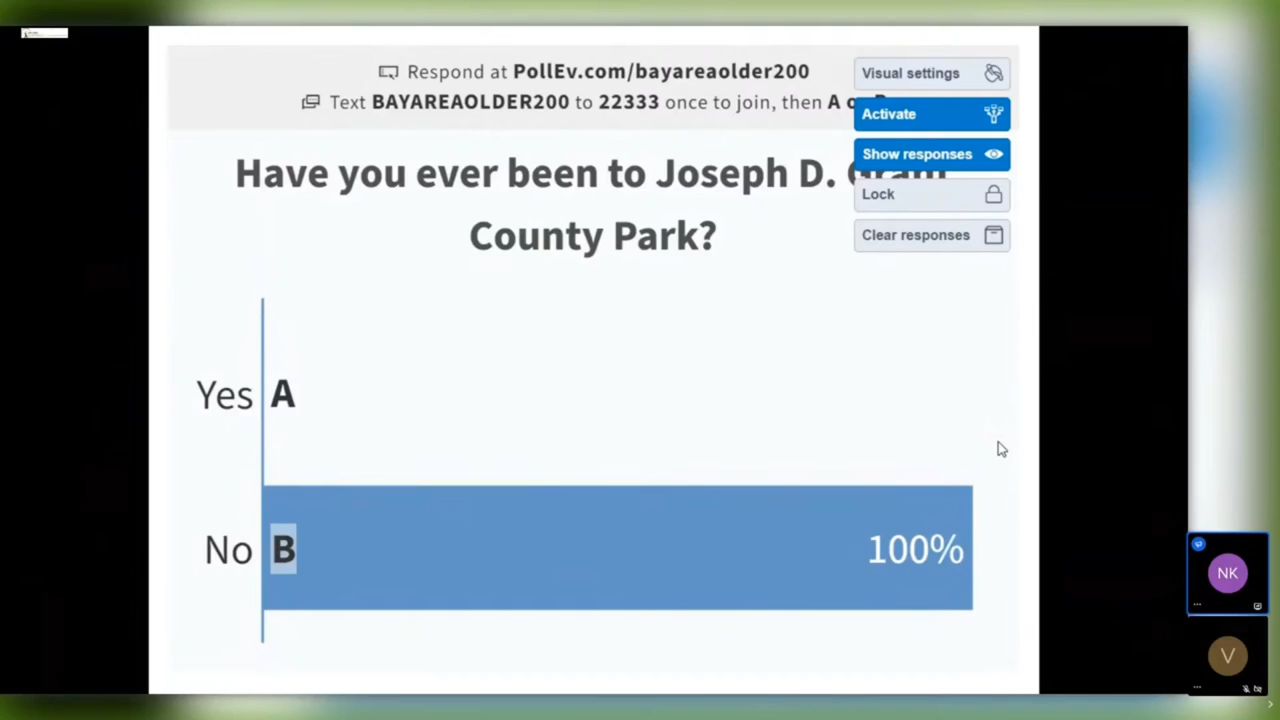 Respond at PollEv.com/bayareaolder200
Text BAYAREAOLDER200 to 22333 once to join, then A
Visual settings
Activate
Show responses
Lock
Clear responses
Have you ever been to Joseph D. Grant
County Park?
Yes A
No B 100%
NK
V